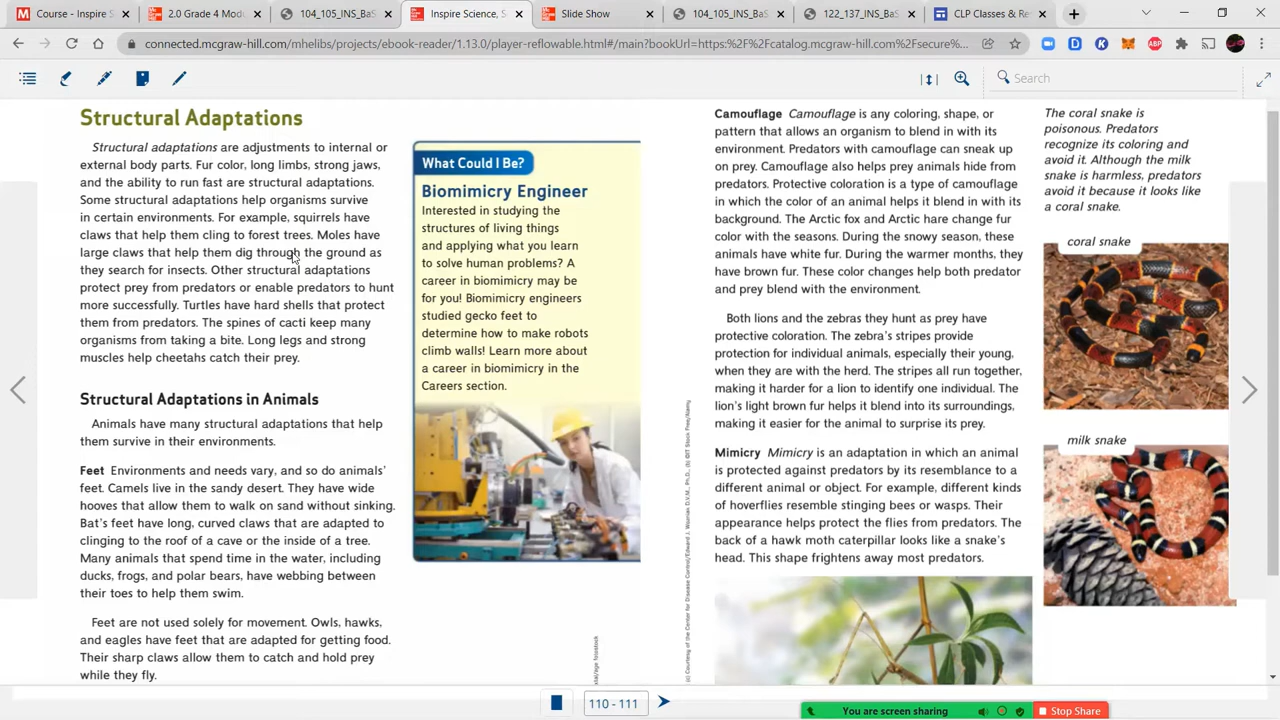 Course - Inspire Science
2.0 Grade 4 Modu
104_105_INS_BaS
Inspire Science, S
Slide Show
104_105_INS_BaS
122_137_INS_BaS
CLP Classes & Re
connected.mcgraw-hill.com/mhelibs/projects/ebook-reader/1.13.0/player-reflowable.html#/main?bookUrl=https:%2F%2Fcatalog.mcgraw-hill.com%2Fsecure%...
Search
Structural Adaptations
Structural adaptations are adjustments to internal or
external body parts. Fur color, long limbs, strong jaws,
and the ability to run fast are structural adaptations.
Some structural adaptations help organisms survive
in certain environments. For example, squirrels have
claws that help them cling to forest trees. Moles have
large claws that help them dig through the ground as
they search for insects. Other structural adaptations
protect prey from predators or enable predators to hunt
more successfully. Turtles have hard shells that protect
them from predators. The spines of cacti keep many
organisms from taking a bite. Long legs and strong
muscles help cheetahs catch their prey.
Structural Adaptations in Animals
Animals have many structural adaptations that help
them survive in their environments.
Feet Environments and needs vary, and so do animals'
feet. Camels live in the sandy desert. They have wide
hooves that allow them to walk on sand without sinking.
Bat's feet have long, curved claws that are adapted to
clinging to the roof of a cave or the inside of a tree.
Many animals that spend time in the water, including
ducks, frogs, and polar bears, have webbing between
their toes to help them swim.
Feet are not used solely for movement. Owls, hawks,
and eagles have feet that are adapted for getting food.
Their sharp claws allow them to catch and hold prey
while they fly.
What Could I Be?
Biomimicry Engineer
Interested in studying the
structures of living things
and applying what you learn
to solve human problems? A
career in biomimicry may be
for you! Biomimicry engineers
studied gecko feet to
determine how to make robots
climb walls! Learn more about
a career in biomimicry in the
Careers section.
Camouflage Camouflage is any coloring, shape, or
pattern that allows an organism to blend in with its
environment. Predators with camouflage can sneak up
on prey. Camouflage also helps prey animals hide from
predators. Protective coloration is a type of camouflage
in which the color of an animal helps it blend in with its
background. The Arctic fox and Arctic hare change fur
color with the seasons. During the snowy season, these
animals have white fur. During the warmer months, they
have brown fur. These color changes help both predator
and prey blend with the environment.
Both lions and the zebras they hunt as prey have
protective coloration. The zebra's stripes provide
protection for individual animals, especially their young,
when they are with the herd. The stripes all run together,
making it harder for a lion to identify one individual. The
lion's light brown fur helps it blend into its surroundings,
making it easier for the animal to surprise its prey.
Mimicry Mimicry is an adaptation in which an animal
is protected against predators by its resemblance to a
different animal or object. For example, different kinds
of hoverflies resemble stinging bees or wasps. Their
appearance helps protect the flies from predators. The
back of a hawk moth caterpillar looks like a snake's
head. This shape frightens away most predators.
The coral snake is
poisonous. Predators
recognize its coloring and
avoid it. Although the milk
snake is harmless, predators
avoid it because it looks like
a coral snake.
coral snake
milk snake
110 - 111
You are screen sharing
Stop Share